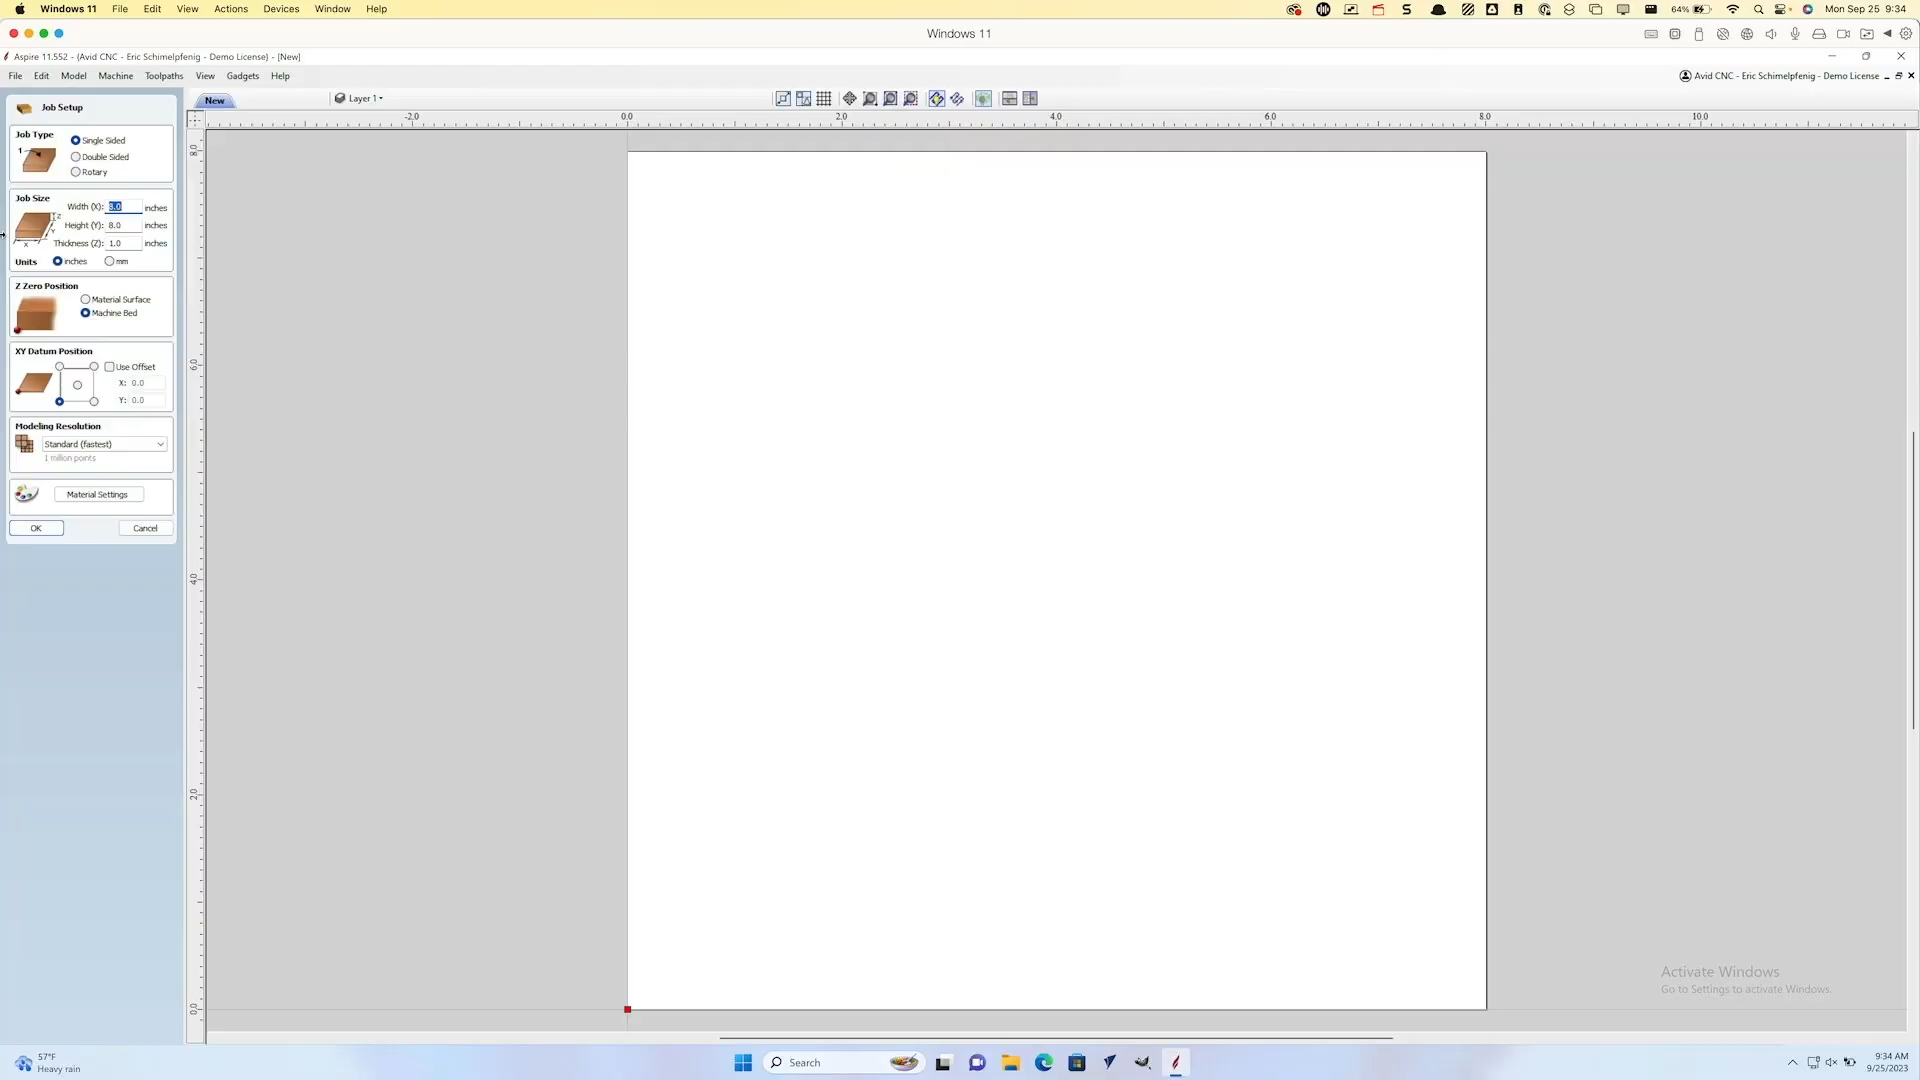 Windows 11 File Edit View Actions Devices Window Help 64% Mon Sep 25 9:34
Windows 11
Aspire 11.552 - {Avid CNC - Eric Schimelpfenig - Demo License} - [New]
File Edit Model Machine Toolpaths View Gadgets Help Avid CNC - Eric Schimelpfenig - Demo License
Job Setup
New
Layer 1
-2.0 0.0 2.0 4.0 6.0 8.0 10.0
Job Type
1
Single Sided
Double Sided
Rotary
Job Size
Width (X): 8.0 inches
Height (Y): 8.0 inches
Thickness (Z): 1.0 inches
Z
Y
X
Units inches mm
Z Zero Position
Material Surface
Machine Bed
XY Datum Position
Use Offset
X: 0.0
Y: 0.0
Modeling Resolution
Standard (fastest)
1 million points
Material Settings
OK Cancel
8.0
6.0
4.0
2.0
0.0
Activate Windows
Go to Settings to activate Windows.
57°F
Heavy rain
Search
9:34 AM
9/25/2023